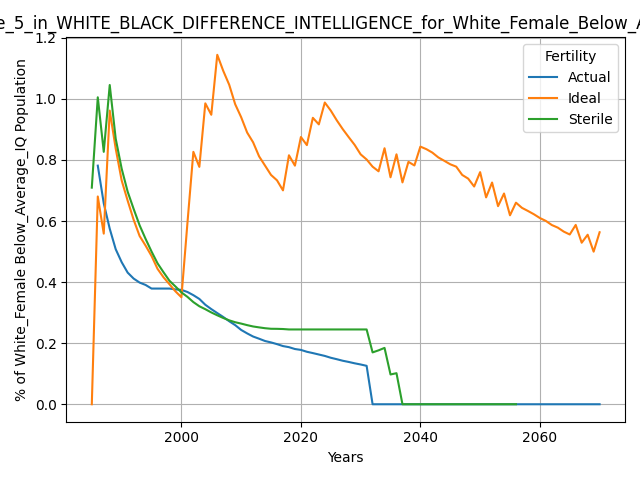 e_5_in_WHITE_BLACK_DIFFERENCE_INTELLIGENCE_for_White_Female_Below_A
Fertility
Actual
Ideal
Sterile
% of White_Female Below_Average_IQ Population
1.2
1.0
0.8
0.6
0.4
0.2
0.0
2000
2020
2040
2060
Years